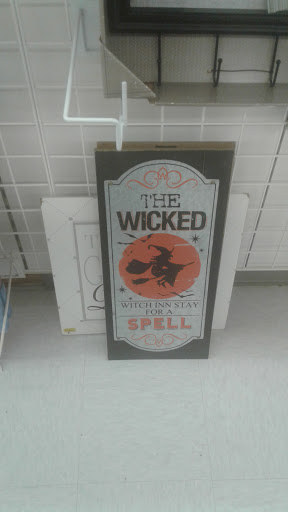 THE
WICKED
WITCH INN STAY
FOR A
SPELL